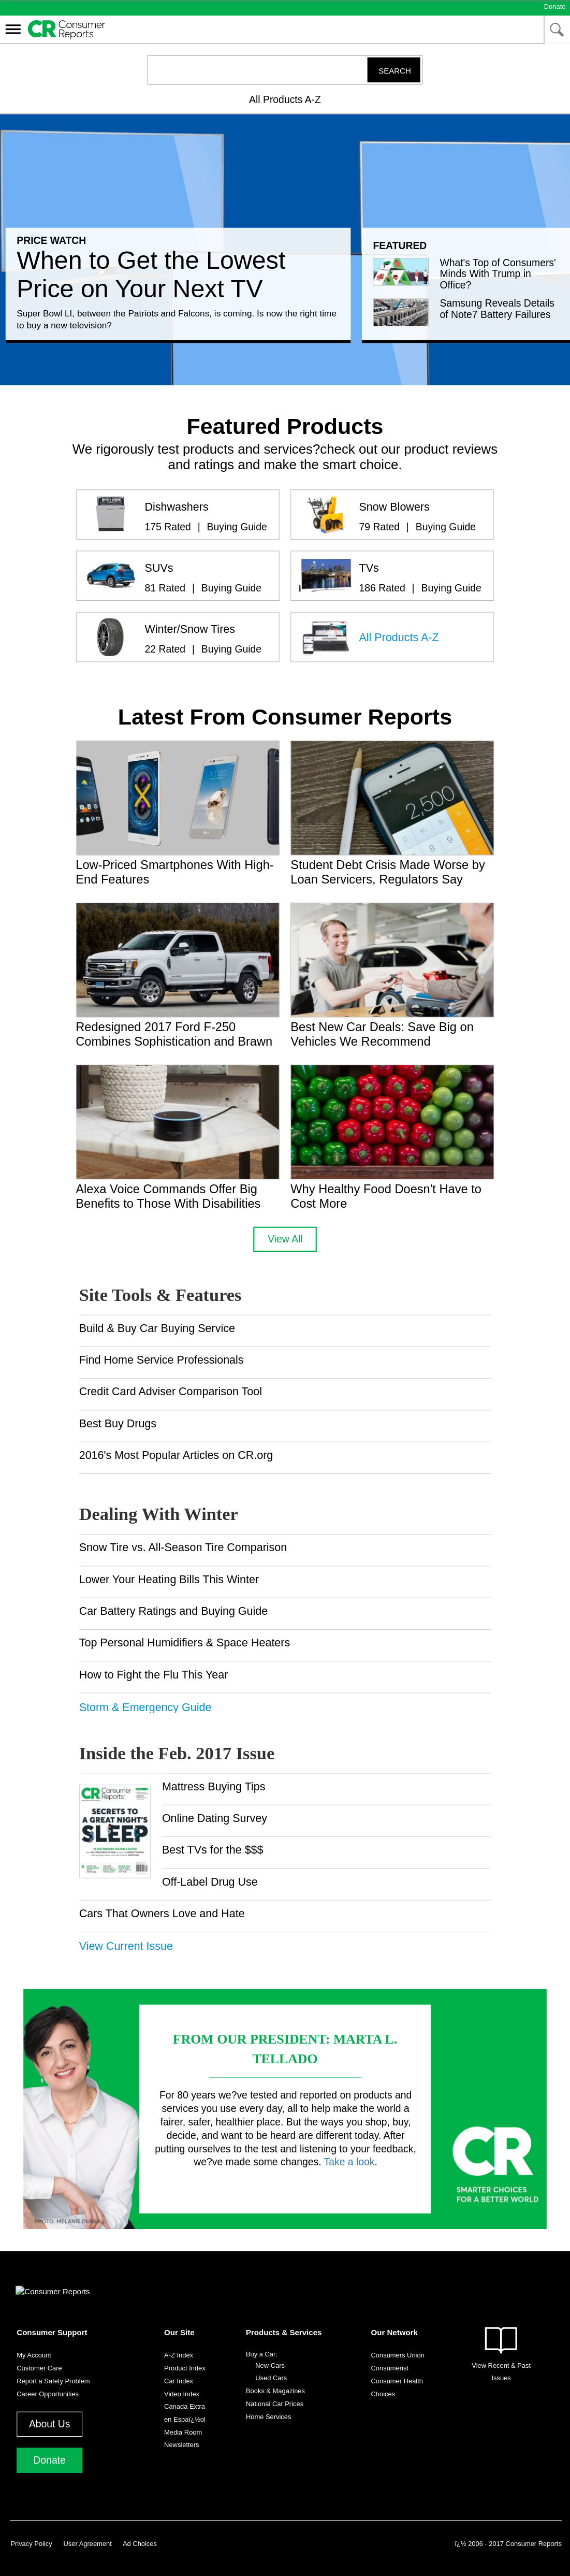 Donate
CR Consumer Reports
SEARCH
All Products A-Z
PRICE WATCH
When to Get the Lowest
Price on Your Next TV
Super Bowl LI, between the Patriots and Falcons, is coming. Is now the right time
to buy a new television?
FEATURED
What's Top of Consumers'
Minds With Trump in
Office?
Samsung Reveals Details
of Note7 Battery Failures
Featured Products
We rigorously test products and services?check out our product reviews
and ratings and make the smart choice.
Dishwashers
175 Rated | Buying Guide
Snow Blowers
79 Rated | Buying Guide
SUVs
81 Rated | Buying Guide
TVs
186 Rated | Buying Guide
Winter/Snow Tires
22 Rated | Buying Guide
All Products A-Z
Latest From Consumer Reports
2,500
Low-Priced Smartphones With High-
End Features
Student Debt Crisis Made Worse by
Loan Servicers, Regulators Say
Redesigned 2017 Ford F-250
Combines Sophistication and Brawn
Best New Car Deals: Save Big on
Vehicles We Recommend
Alexa Voice Commands Offer Big
Benefits to Those With Disabilities
Why Healthy Food Doesn't Have to
Cost More
View All
Site Tools & Features
Build & Buy Car Buying Service
Find Home Service Professionals
Credit Card Adviser Comparison Tool
Best Buy Drugs
2016's Most Popular Articles on CR.org
Dealing With Winter
Snow Tire vs. All-Season Tire Comparison
Lower Your Heating Bills This Winter
Car Battery Ratings and Buying Guide
Top Personal Humidifiers & Space Heaters
How to Fight the Flu This Year
Storm & Emergency Guide
Inside the Feb. 2017 Issue
CR Consumer Reports
SECRETS TO
A GREAT NIGHT'S
SLEEP
Mattress Buying Tips
Online Dating Survey
Best TVs for the $$$
Off-Label Drug Use
Cars That Owners Love and Hate
View Current Issue
FROM OUR PRESIDENT: MARTA L.
TELLADO
For 80 years we?ve tested and reported on products and
services you use every day, all to help make the world a
fairer, safer, healthier place. But the ways you shop, buy,
decide, and want to be heard are different today. After
putting ourselves to the test and listening to your feedback,
we?ve made some changes. Take a look.
CR
SMARTER CHOICES
FOR A BETTER WORLD
PHOTO: MELANIE
Consumer Reports
Consumer Support
My Account
Customer Care
Report a Safety Problem
Career Opportunities
About Us
Donate
Our Site
A-Z Index
Product Index
Car Index
Video Index
Canada Extra
en Espaï¿½ol
Media Room
Newsletters
Products & Services
Buy a Car:
New Cars
Used Cars
Books & Magazines
National Car Prices
Home Services
Our Network
Consumers Union
Consumerist
Consumer Health
Choices
View Recent & Past
Issues
Privacy Policy User Agreement Ad Choices
ï¿½ 2006 - 2017 Consumer Reports